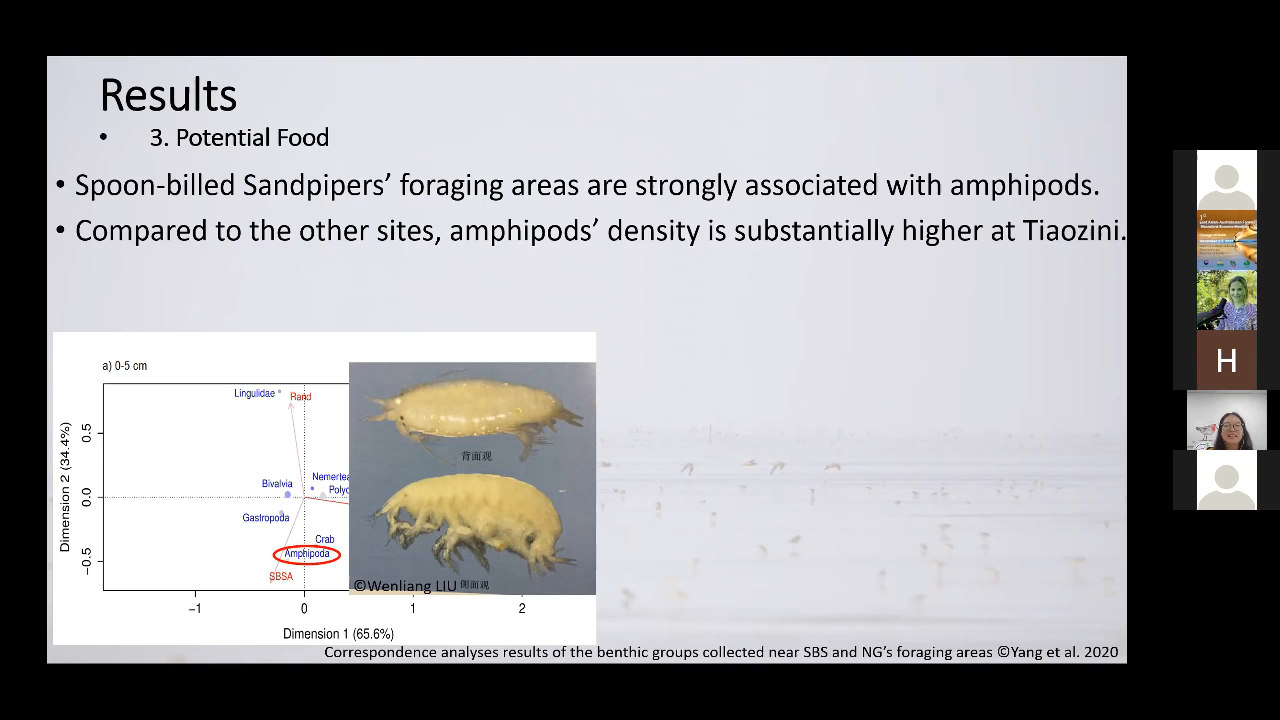 Results
• 3. Potential Food
• Spoon-billed Sandpipers’ foraging areas are strongly associated with amphipods.
• Compared to the other sites, amphipods’ density is substantially higher at Tiaozini.
a) 0-5 cm
Lingulidae
Rand
Bivalvia
Nemertea
Polyc
Gastropoda
Crab
Amphipoda
SBSA
Dimension 2 (34.4%)
0.5
0.0
−0.5
−1
0
1
2
Dimension 1 (65.6%)
背面观
©Wenliang LIU
侧面观
Correspondence analyses results of the benthic groups collected near SBS and NG’s foraging areas ©Yang et al. 2020
1st
H